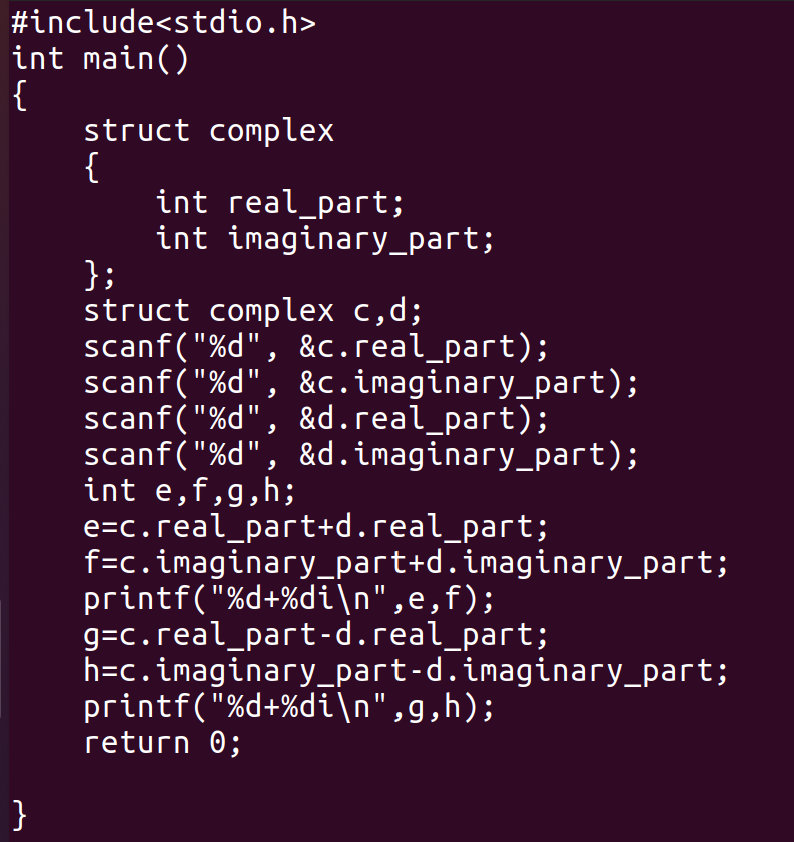 #include<stdio.h>
int main()
{
    struct complex
    {
        int real_part;
        int imaginary_part;
    };
    struct complex c,d;
    scanf("%d", &c.real_part);
    scanf("%d", &c.imaginary_part);
    scanf("%d", &d.real_part);
    scanf("%d", &d.imaginary_part);
    int e,f,g,h;
    e=c.real_part+d.real_part;
    f=c.imaginary_part+d.imaginary_part;
    printf("%d+%di\n",e,f);
    g=c.real_part-d.real_part;
    h=c.imaginary_part-d.imaginary_part;
    printf("%d+%di\n",g,h);
    return 0;

}